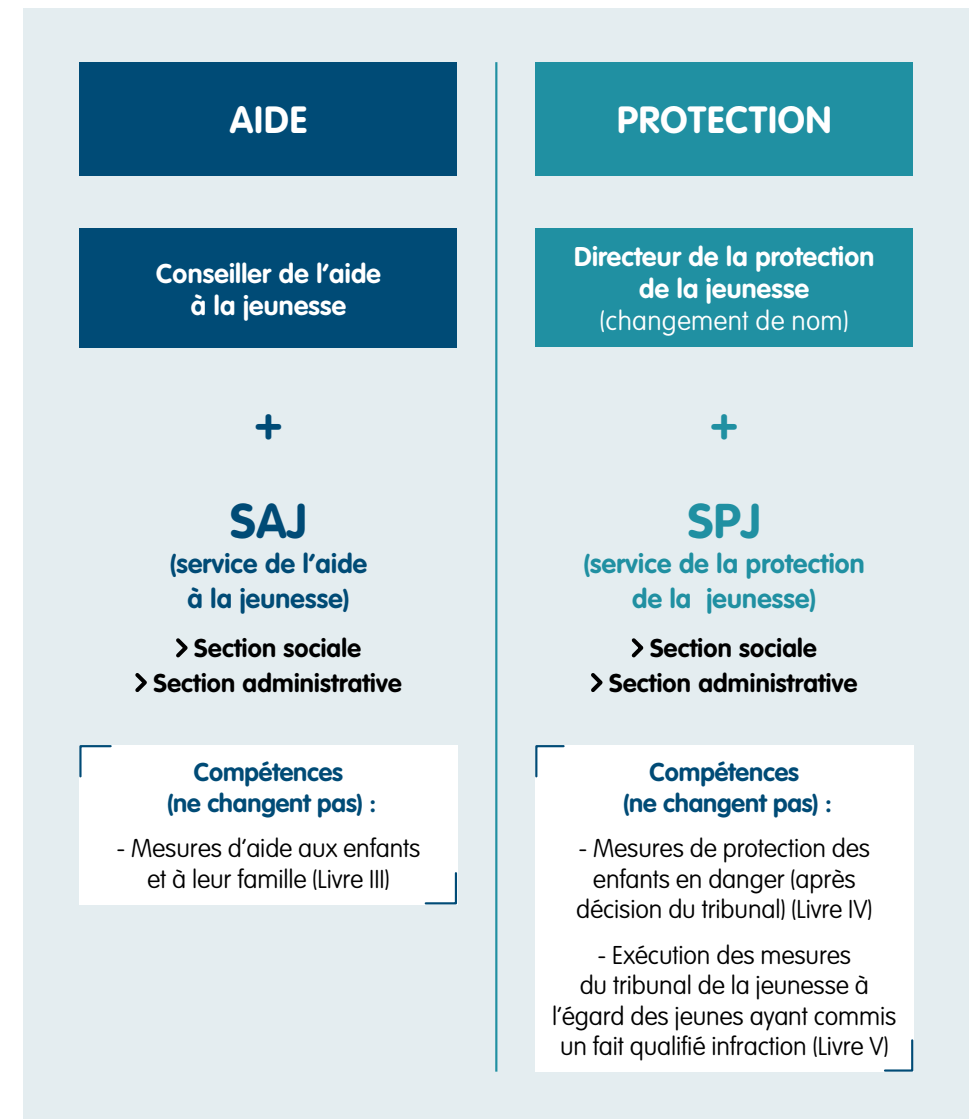 AIDE
Conseiller de l'aide
à la jeunesse
+
SAJ
(service de l'aide
à la jeunesse)
> Section sociale
> Section administrative
Compétences
(ne changent pas) :
- Mesures d'aide aux enfants
et à leur famille (Livre III)
PROTECTION
Directeur de la protection
de la jeunesse
(changement de nom)
+
SPJ
(service de la protection
de la jeunesse)
> Section sociale
> Section administrative
Compétences
(ne changent pas) :
- Mesures de protection des
enfants en danger (après
décision du tribunal) (Livre IV)
- Exécution des mesures
du tribunal de la jeunesse à
l'égard des jeunes ayant commis
un fait qualifié infraction (Livre V)